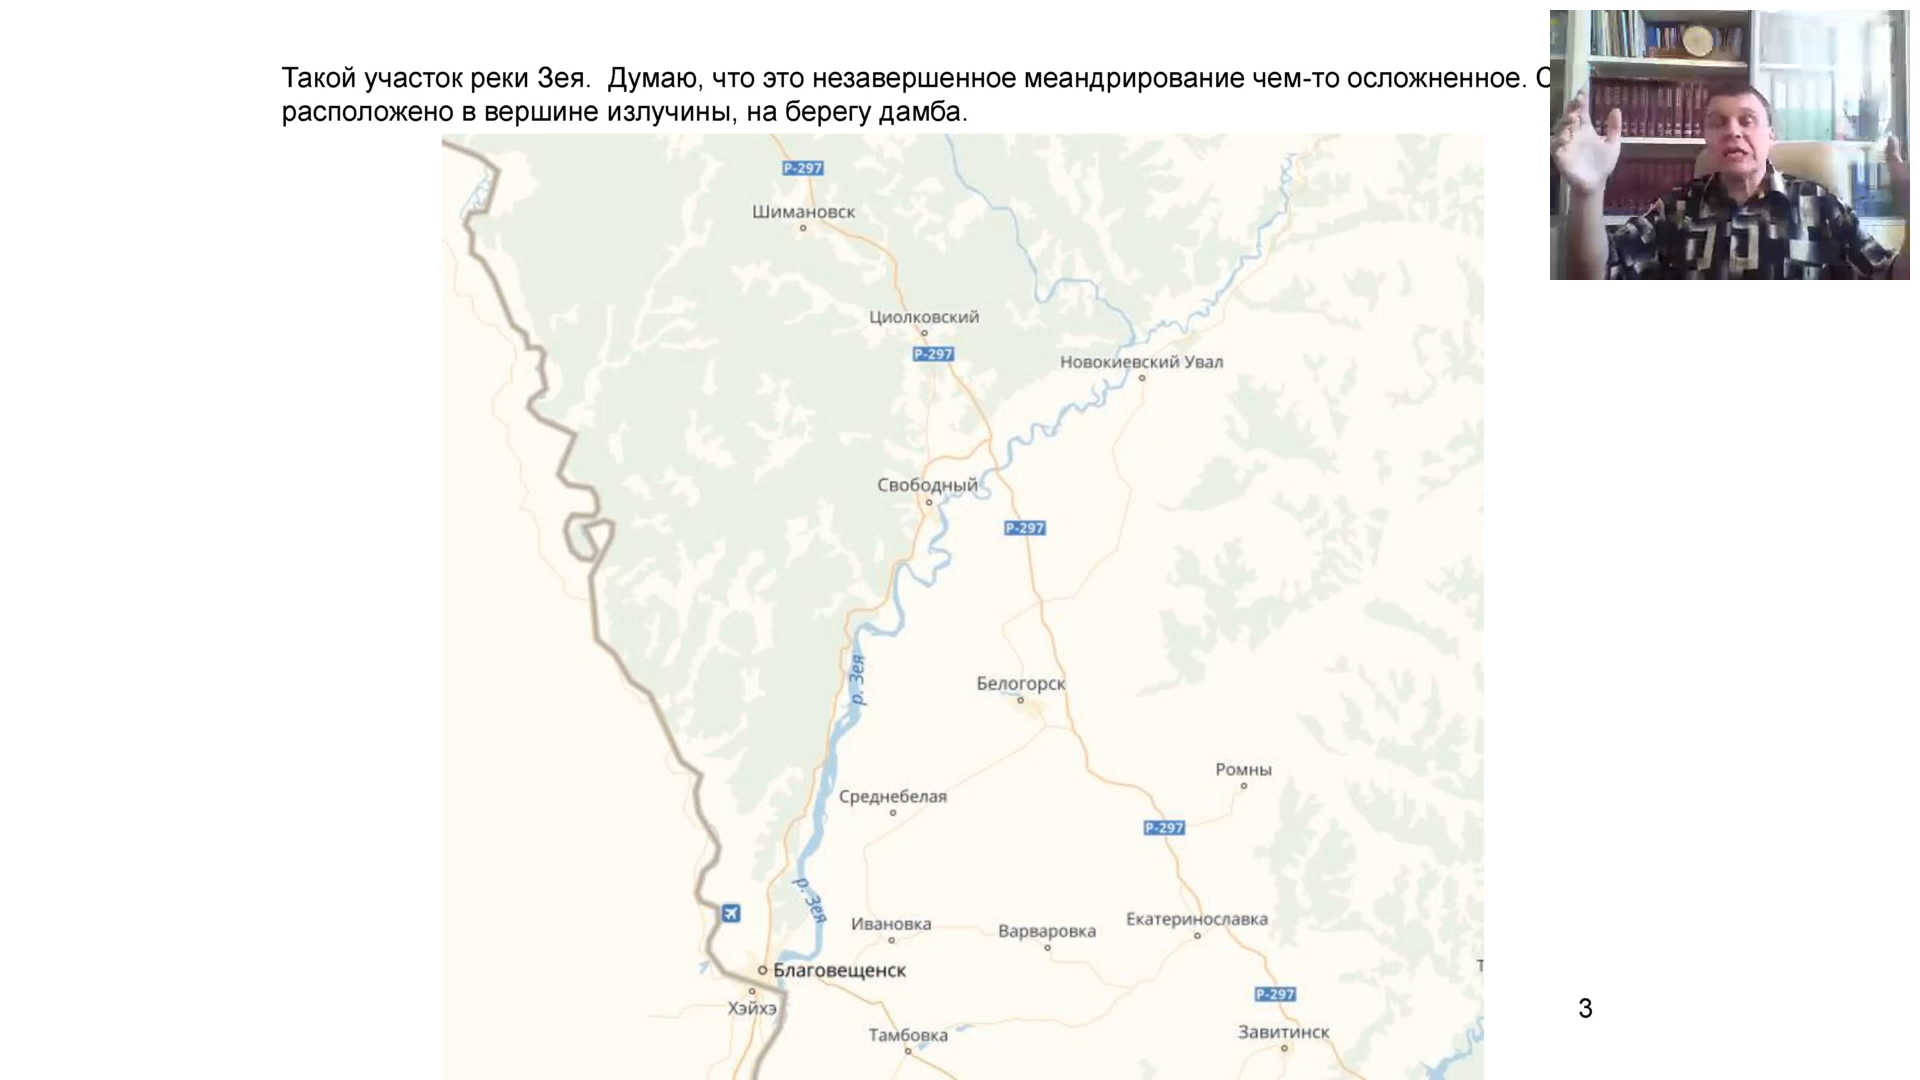 Такой участок реки Зея.  Думаю, что это незавершенное меандрирование чем-то осложненное.
расположено в вершине излучины, на берегу дамба.
Р-297
Шимановск
Циолковский
Р-297
Новокиевский Увал
Свободный
Р-297
р. Зея
Белогорск
Ромны
Среднебелая
Р-297
р. Зея
Ивановка
Варваровка
Екатеринославка
Благовещенск
Р-297
Хэйхэ
3
Тамбовка
Завитинск